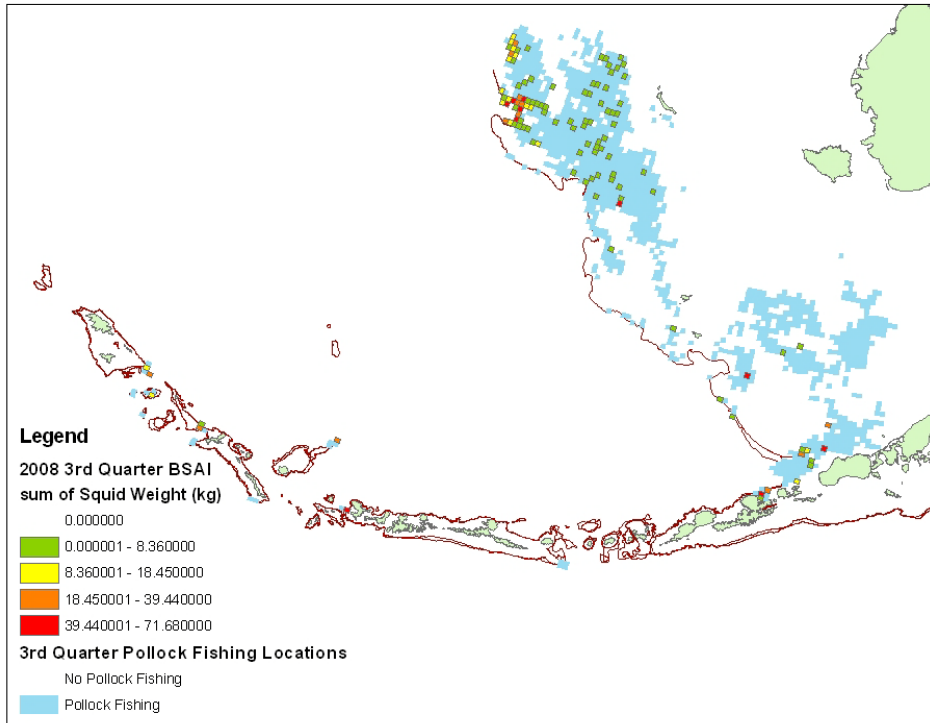 Legend
2008 3rd Quarter BSAI
sum of Squid Weight (kg)
0.000000
0.000001 - 8.360000
8.360001 - 18.450000
18.450001 - 39.440000
39.440001 - 71.680000
3rd Quarter Pollock Fishing Locations
No Pollock Fishing
Pollock Fishing